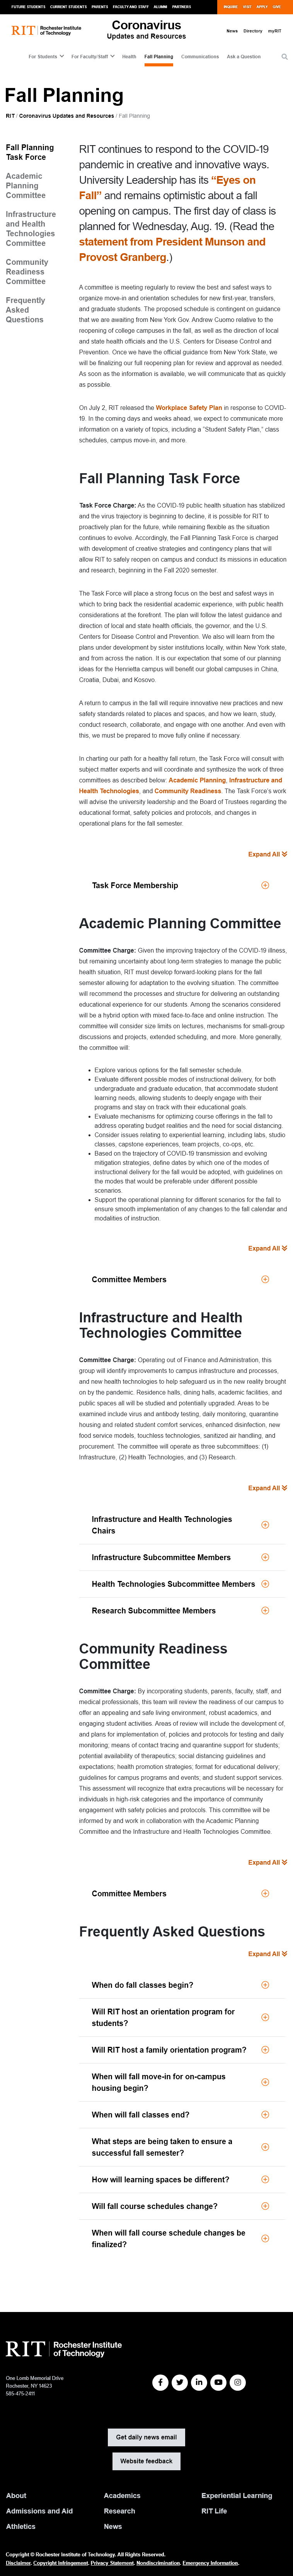 FUTURE STUDENTS CURRENT STUDENTS PARENTS FACULTY AND STAFF ALUMNI PARTNERS INQUIRE VISIT APPLY GIVE
RIT Rochester Institute of Technology
Coronavirus
Updates and Resources
News Directory myRIT
For Students For Faculty/Staff Health Fall Planning Communications Ask a Question
Fall Planning
RIT / Coronavirus Updates and Resources / Fall Planning
Fall Planning
Task Force
Academic
Planning
Committee
Infrastructure
and Health
Technologies
Committee
Community
Readiness
Committee
Frequently
Asked
Questions
RIT continues to respond to the COVID-19
pandemic in creative and innovative ways.
University Leadership has its “Eyes on
Fall” and remains optimistic about a fall
opening on campus. The first day of class is
planned for Wednesday, Aug. 19. (Read the
statement from President Munson and
Provost Granberg.)
A committee is meeting regularly to review the best and safest ways to
organize move-in and orientation schedules for new first-year, transfer,
and graduate students. The proposed schedule is contingent on guidance
that we are awaiting from New York Gov. Andrew Cuomo relative to the
reopening of college campuses in the fall, as well as the direction of local
and state health officials and the U.S. Centers for Disease Control and
Prevention. Once we have the official guidance from New York State, we
will be finalizing our full reopening plan for review and approval as needed.
As soon as that information is available, we will communicate that as quickly
as possible.
On July 2, RIT released the Workplace Safety Plan in response to COVID-
19. In the coming days and weeks ahead, we expect to communicate more
information on a variety of topics, including a “Student Safety Plan,” class
schedules, campus move-in, and more.
Fall Planning Task Force
Task Force Charge: As the COVID-19 public health situation has stabilized
and the virus trajectory is trending to decline, it is possible for RIT to
proactively plan for the future, while remaining flexible as the situation
continues to evolve. Accordingly, the Fall Planning Task Force is charged
with development of creative strategies and contingency plans that will
allow RIT to safely reopen on campus and conduct its missions in education
and research, beginning in the Fall 2020 semester.
The Task Force will place a strong focus on the best and safest ways in
which to bring back the residential academic experience, with public health
considerations at the forefront. The plan will be based on latest guidance and
direction of local and state health officials, the governor, and the U.S.
Centers for Disease Control and Prevention. We also will learn from the
under development by sister institutions locally, within New York state,
and from across the nation. It is our expectation that some of our planning
ideas for the Henrietta campus will benefit our global campuses in China,
Croatia, Dubai, and Kosovo.
A return to campus in the fall will require innovative new practices and new
safety standards related to places and spaces, and how we learn, study,
conduct research, collaborate, and engage with one another. And even with
this, we must be prepared to move fully online if necessary.
In charting our path for a healthy fall return, the Task Force will consult with
subject matter experts and will coordinate and synthesize the work of three
committees as described below: Academic Planning, Infrastructure and
Health Technologies, and Community Readiness. The Task Force’s work
will advise the university leadership and the Board of Trustees regarding the
educational format, safety policies and protocols, and charges in
operational plans for the fall semester.
Expand All
Task Force Membership
Academic Planning Committee
Committee Charge: Given the improving trajectory of the COVID-19 illness,
but remaining uncertainty about long-term strategies to manage the public
health situation, RIT must develop forward-looking plans for the fall
allowing for adaptation to the evolving situation. The committee
will recommend the processes and structure for delivering an outstanding
educational experience, even within an evolving situation. We anticipate it
will be a hybrid option with mixed face-to-face and online instruction. The
committee will consider size limits on lectures, mechanisms for small-group
discussions and projects, extended scheduling, and more. More generally,
the committee will:
Explore various options for the fall semester schedule.
Evaluate different possible modes of instructional delivery, for both
undergraduate and graduate education, that accommodate student
learning needs, allowing students to deeply engage with their
programs and stay on track with their educational goals.
Evaluate mechanisms for optimizing course offerings in the fall to
address operating budget realities and the need for social distancing.
Consider issues relating to experiential learning, including labs, studio
classes, capstone experiences, team projects, co-ops, etc.
Based on the trajectory of COVID-19 transmission and evolving
mitigation strategies, define dates by which one of the modes of
instructional delivery for the fall would be adapted, with guidelines on
the modes that would be preferable under different possible
scenarios.
Support the operational planning for different scenarios for the fall to
ensure smooth implementation of any changes to the fall calendar and
modalities of instruction.
Expand All
Committee Members
Infrastructure and Health
Technologies Committee
Committee Charge: Operating out of Finance and Administration, this
group will identify improvements to campus infrastructure and processes,
and new health technologies to help safeguard us in the new reality brought
on by the pandemic. Residence halls, dining halls, academic facilities, and
public spaces all will be studied and potentially upgraded. Areas to be
examined include virus and antibody testing, daily monitoring, quarantine
and housing groups based on research results, enhanced disinfection, new
food service models, touchless technologies, sanitized air handling, and
procurement. The committee will operate as three subcommittees: (1)
Infrastructure, (2) Health Technologies, and (3) Research:
Expand All
Infrastructure and Health Technologies
Chairs
Infrastructure Subcommittee Members
Health Technologies Subcommittee Members
Research Subcommittee Members
Community Readiness
Committee
Committee Charge: By incorporating students, parents, faculty, staff, and
medical professionals, this team will review the readiness of our campus to
offer an appealing and safe living environment, robust academics, and
engaging student activities. Areas of review will include the development of,
and plans for implementation of, policies and protocols for testing and daily
monitoring; means of contact tracing and quarantine support for students;
potential availability of therapeutics; social distancing guidelines and
expectations; health promotion strategies; format for educational experience;
guidelines for campus programs and events; and student support services.
This assessment will recognize that extra precautions may be necessary for
individuals in high-risk categories and the importance of community
engagement with safety policies and protocols. This committee will be
informed by and work in collaboration with the Academic Planning
Committee and the Infrastructure and Health Technologies Committee.
Expand All
Committee Members
Frequently Asked Questions
Expand All
When do fall classes begin?
Will RIT host an orientation program for
students?
Will RIT host a family orientation program?
When will fall move-in for on-campus
housing begin?
When will fall classes end?
What steps are being taken to ensure a
successful fall semester?
How will learning spaces be different?
Will fall course schedules change?
When will fall course schedule changes be
finalized?
RIT Rochester Institute
of Technology
One Lomb Memorial Drive
Rochester, NY 14623
585-475-2411
Get daily news email
Website feedback
About Academics Experiential Learning
Admissions and Aid Research RIT Life
Athletics News
Copyright © Rochester Institute of Technology. All Rights Reserved.
Disclaimer. Copyright Infringement. Privacy Statement. Nondiscrimination. Emergency Information.